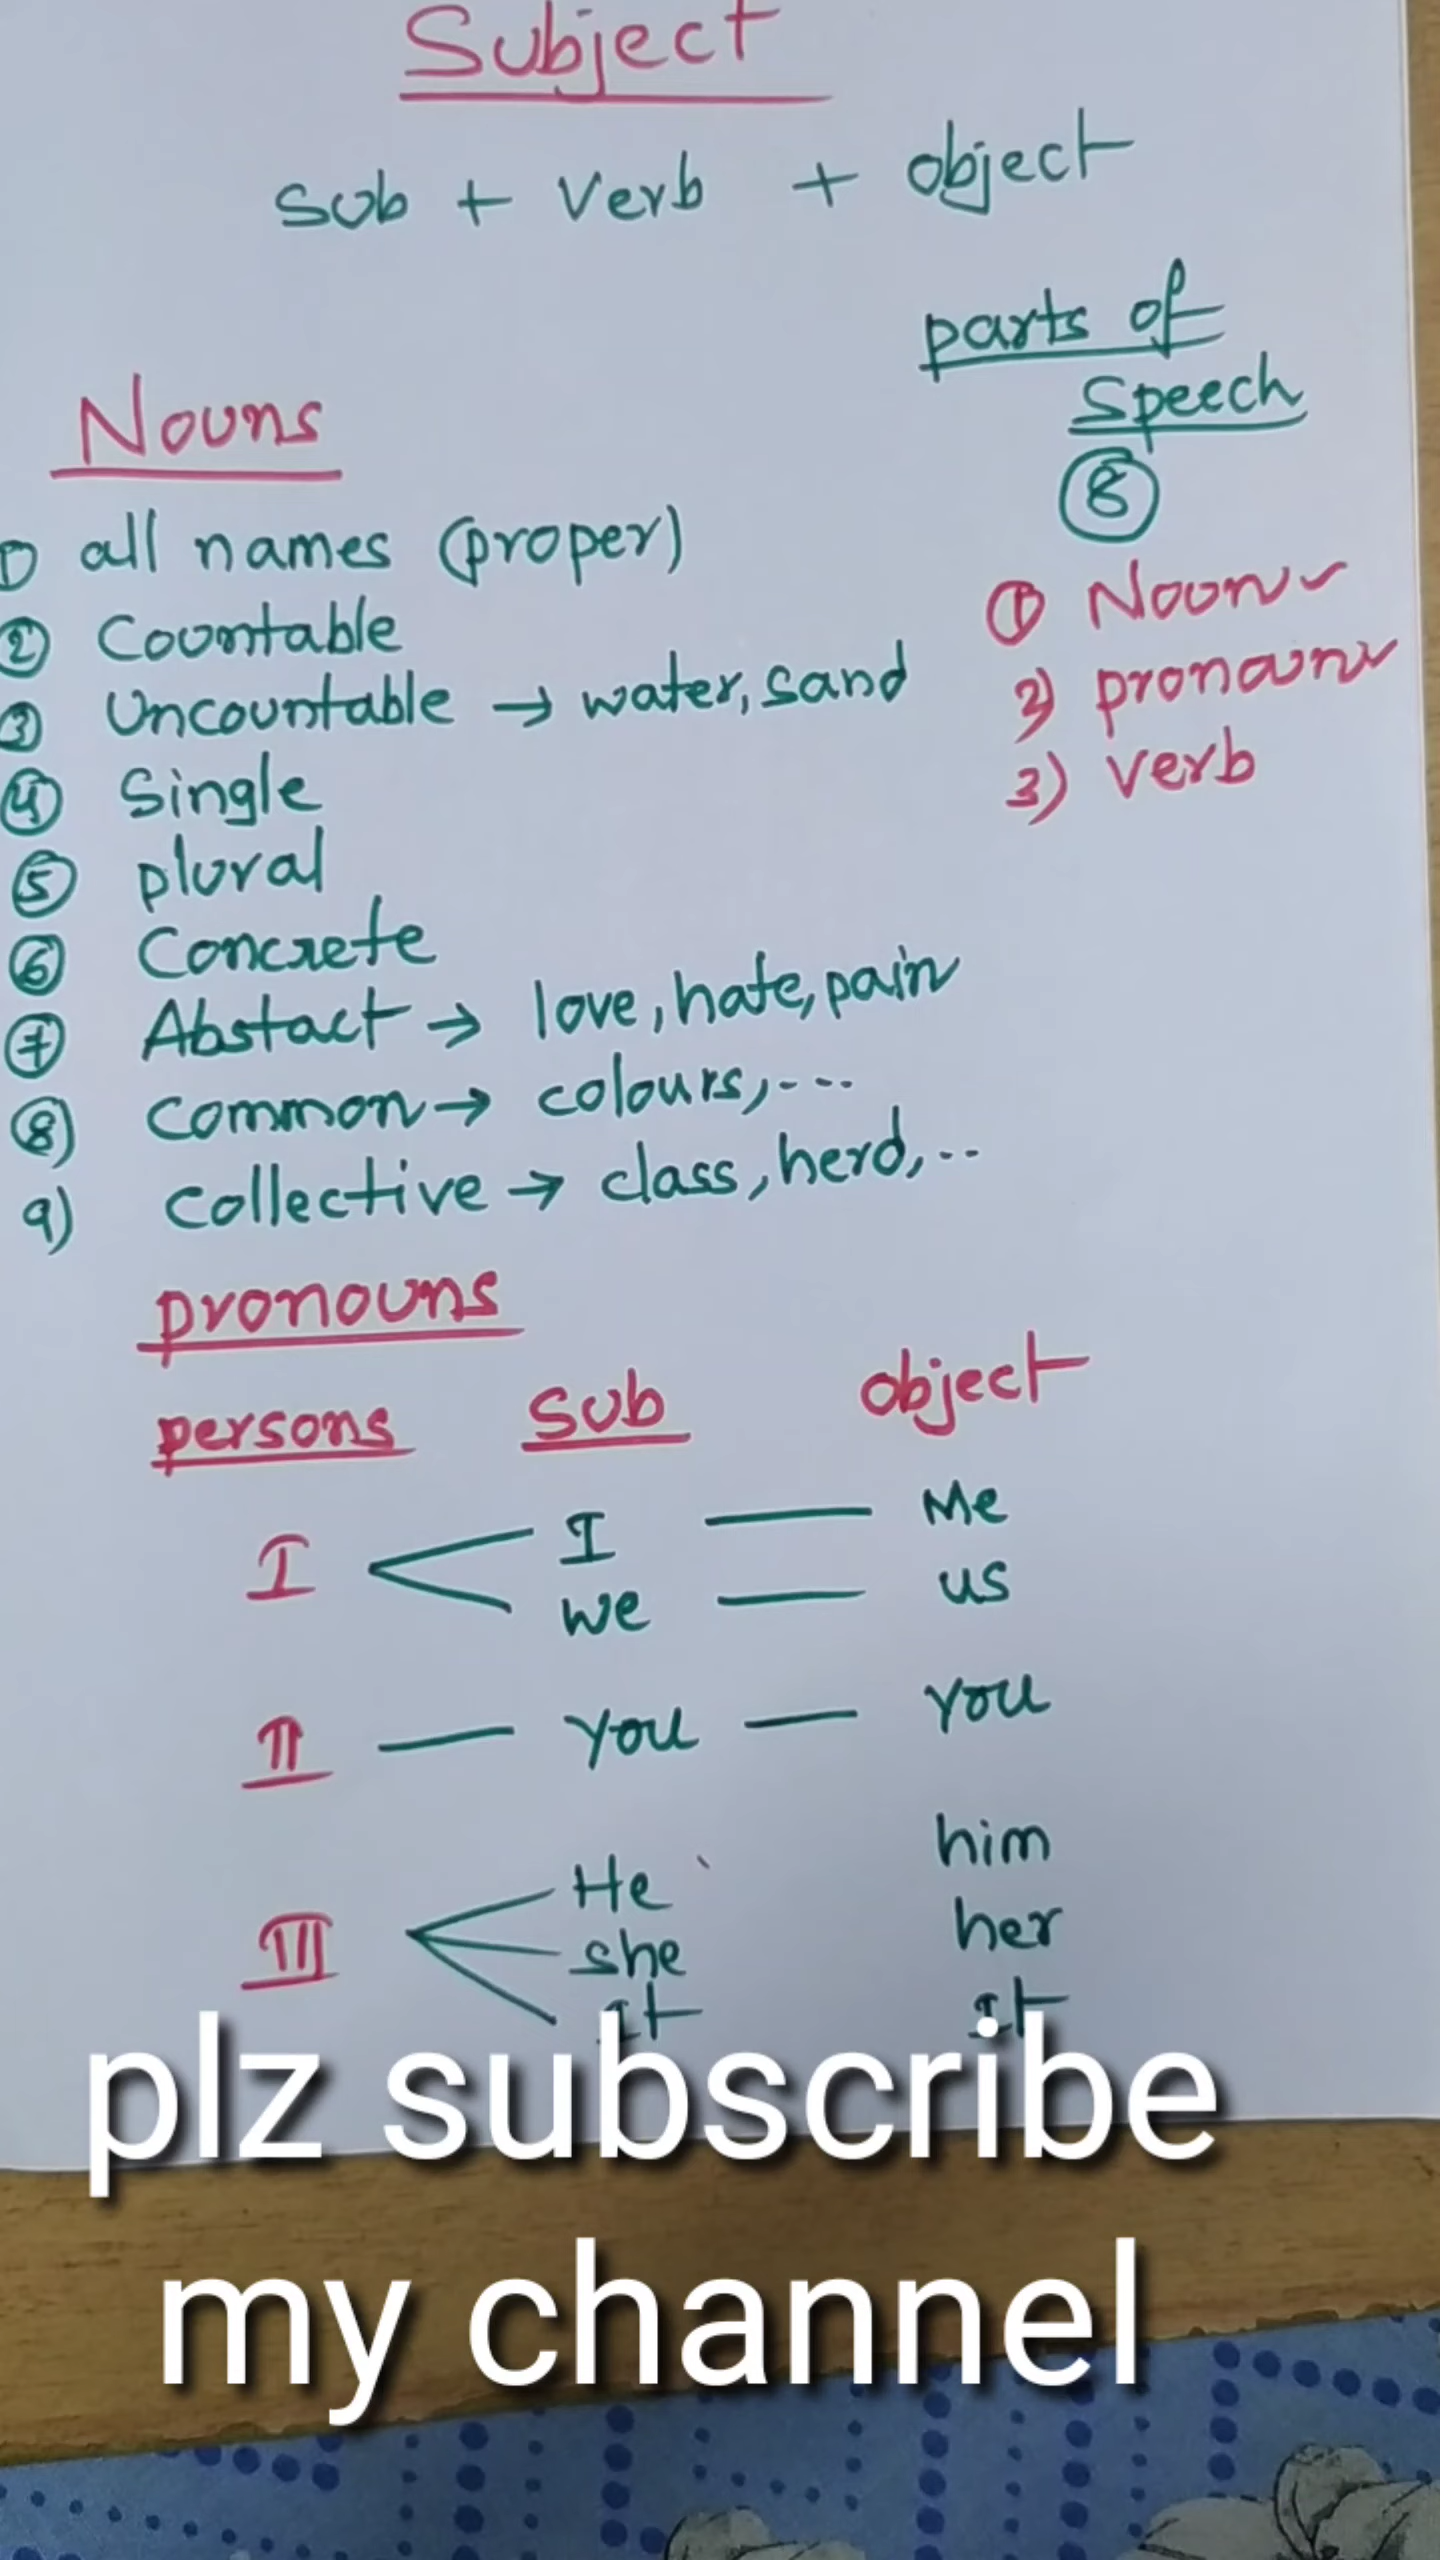 Subject
Sub + Verb + object
parts of
Speech
8
① Noun ✓
2) pronoun ✓
3) verb
Nouns
① all names (proper)
② Countable
③ Uncountable → water, sand
④ Single
⑤ plural
⑥ Concrete
⑦ Abstact → love, hate, pain
⑧ Common → colours, ....
9) Collective → class, herd, ..
pronouns
persons Sub object
I < I — Me
we — us
II — You — You
III < He him
she her
It It
plz subscribe
my channel